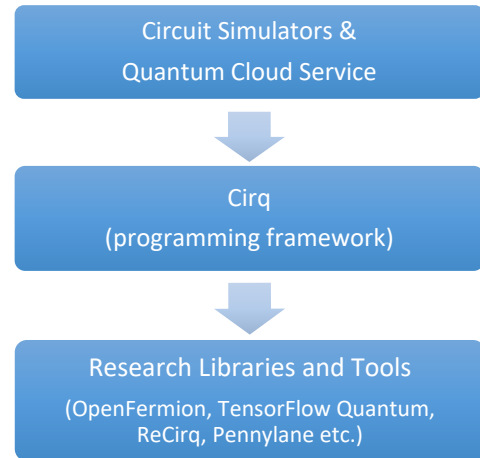 Circuit Simulators &
Quantum Cloud Service
Cirq
(programming framework)
Research Libraries and Tools
(OpenFermion, TensorFlow Quantum,
ReCirq, Pennylane etc.)